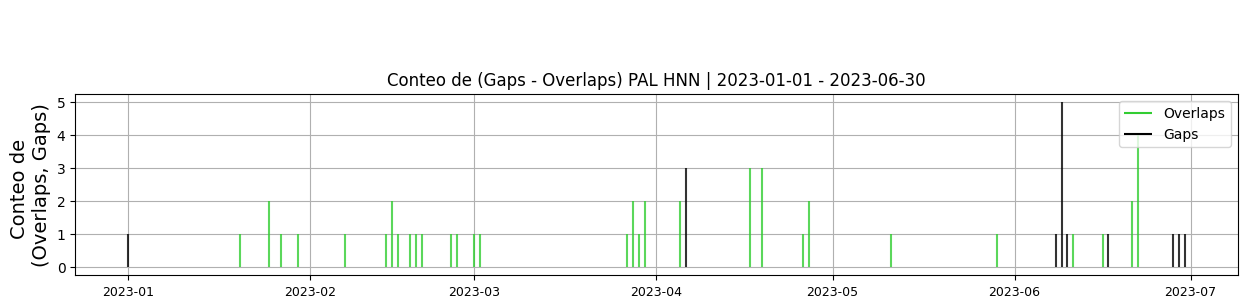 Conteo de (Gaps - Overlaps) PAL HNN | 2023-01-01 - 2023-06-30
Conteo de
(Overlaps, Gaps)
5
4
3
2
1
0
Overlaps
Gaps
2023-01
2023-02
2023-03
2023-04
2023-05
2023-06
2023-07